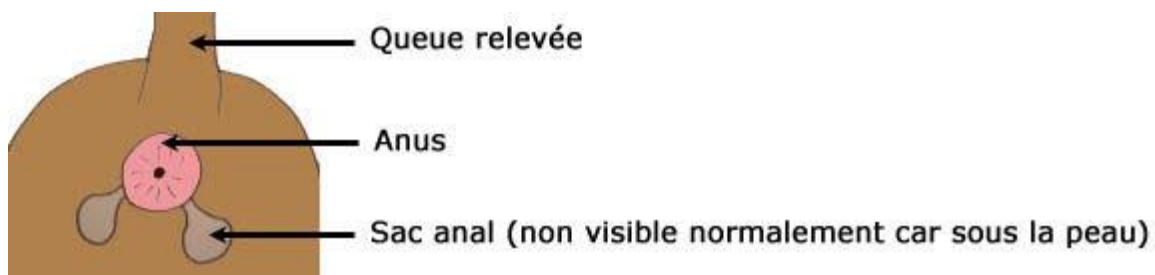 Queue relevée
Anus
Sac anal (non visible normalement car sous la peau)